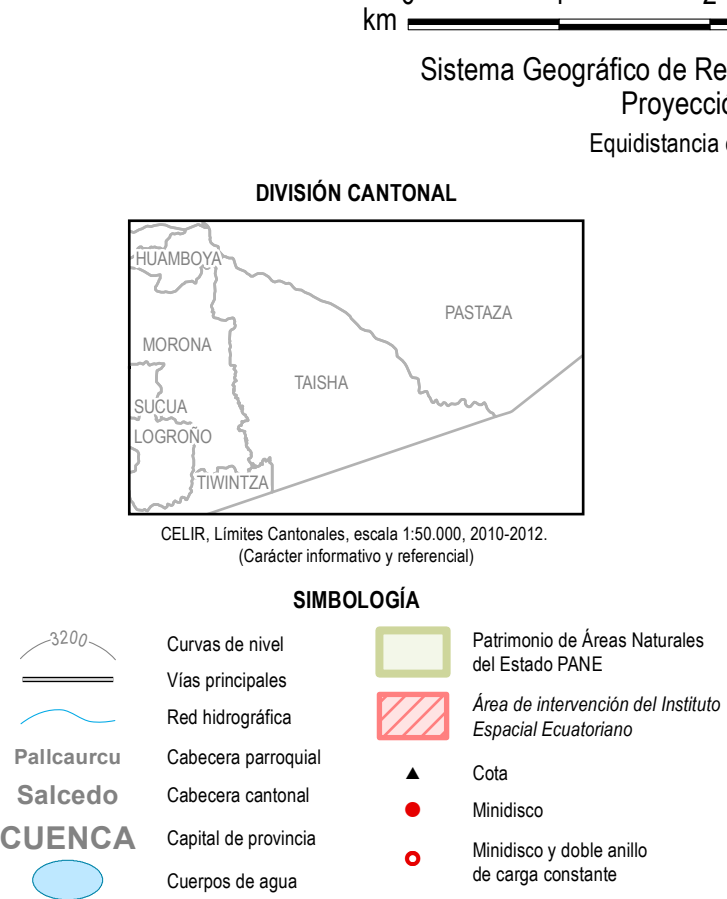 km
Sistema Geográfico de Re
Proyecció
Equidistancia
DIVISIÓN CANTONAL
HUAMBOYA
PASTAZA
MORONA
TAISHA
SUCUA
LOGROÑO
TIWINTZA
CELIR, Límites Cantonales, escala 1:50.000, 2010-2012.
(Carácter informativo y referencial)
SIMBOLOGÍA
3200
Curvas de nivel
Vías principales
Red hidrográfica
Pallcaurcu
Cabecera parroquial
Salcedo
Cabecera cantonal
CUENCA
Capital de provincia
Cuerpos de agua
Patrimonio de Áreas Naturales
del Estado PANE
Área de intervención del Instituto
Espacial Ecuatoriano
Cota
Minidisco
Minidisco y doble anillo
de carga constante